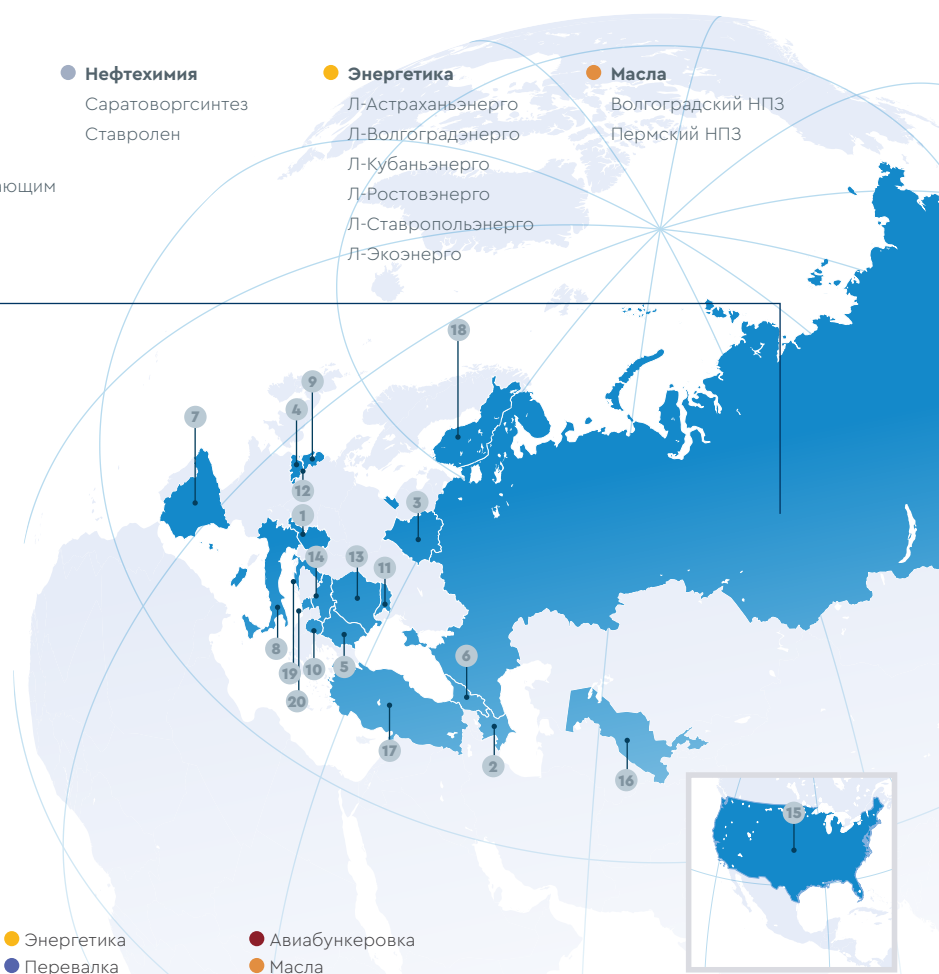 Нефтехимия
Саратоворгсинтез
Ставролен
Энергетика
Л-Астраханьэнерго
Л-Волгоградэнерго
Л-Кубаньэнерго
Л-Ростовэнерго
Л-Ставропольэнерго
Л-Экоэнерго
Масла
Волгоградский НПЗ
Пермский НПЗ
ающим
18
9
4
7
12
3
1
14
13
11
8
19
10
5
6
20
17
2
16
15
Энергетика
Перевалка
Авиабункеровка
Масла